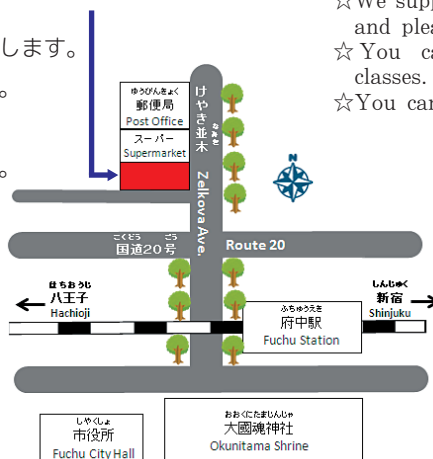 ☆We supp
and plea
☆You ca
classes.
☆You can
します。
。
。
ゆうびんきょく
郵便局
Post Office
スーパー
Supermarket
けやき並木
なみき
Zelkova Ave.
N
こくどう ごう
国道20号
Route 20
はちおうじ
八王子
Hachioji
しんじゅく
新宿
Shinjuku
ふちゅうえき
府中駅
Fuchu Station
しやくしょ
市役所
Fuchu City Hall
おおくにたまじんじゃ
大國魂神社
Okunitama Shrine